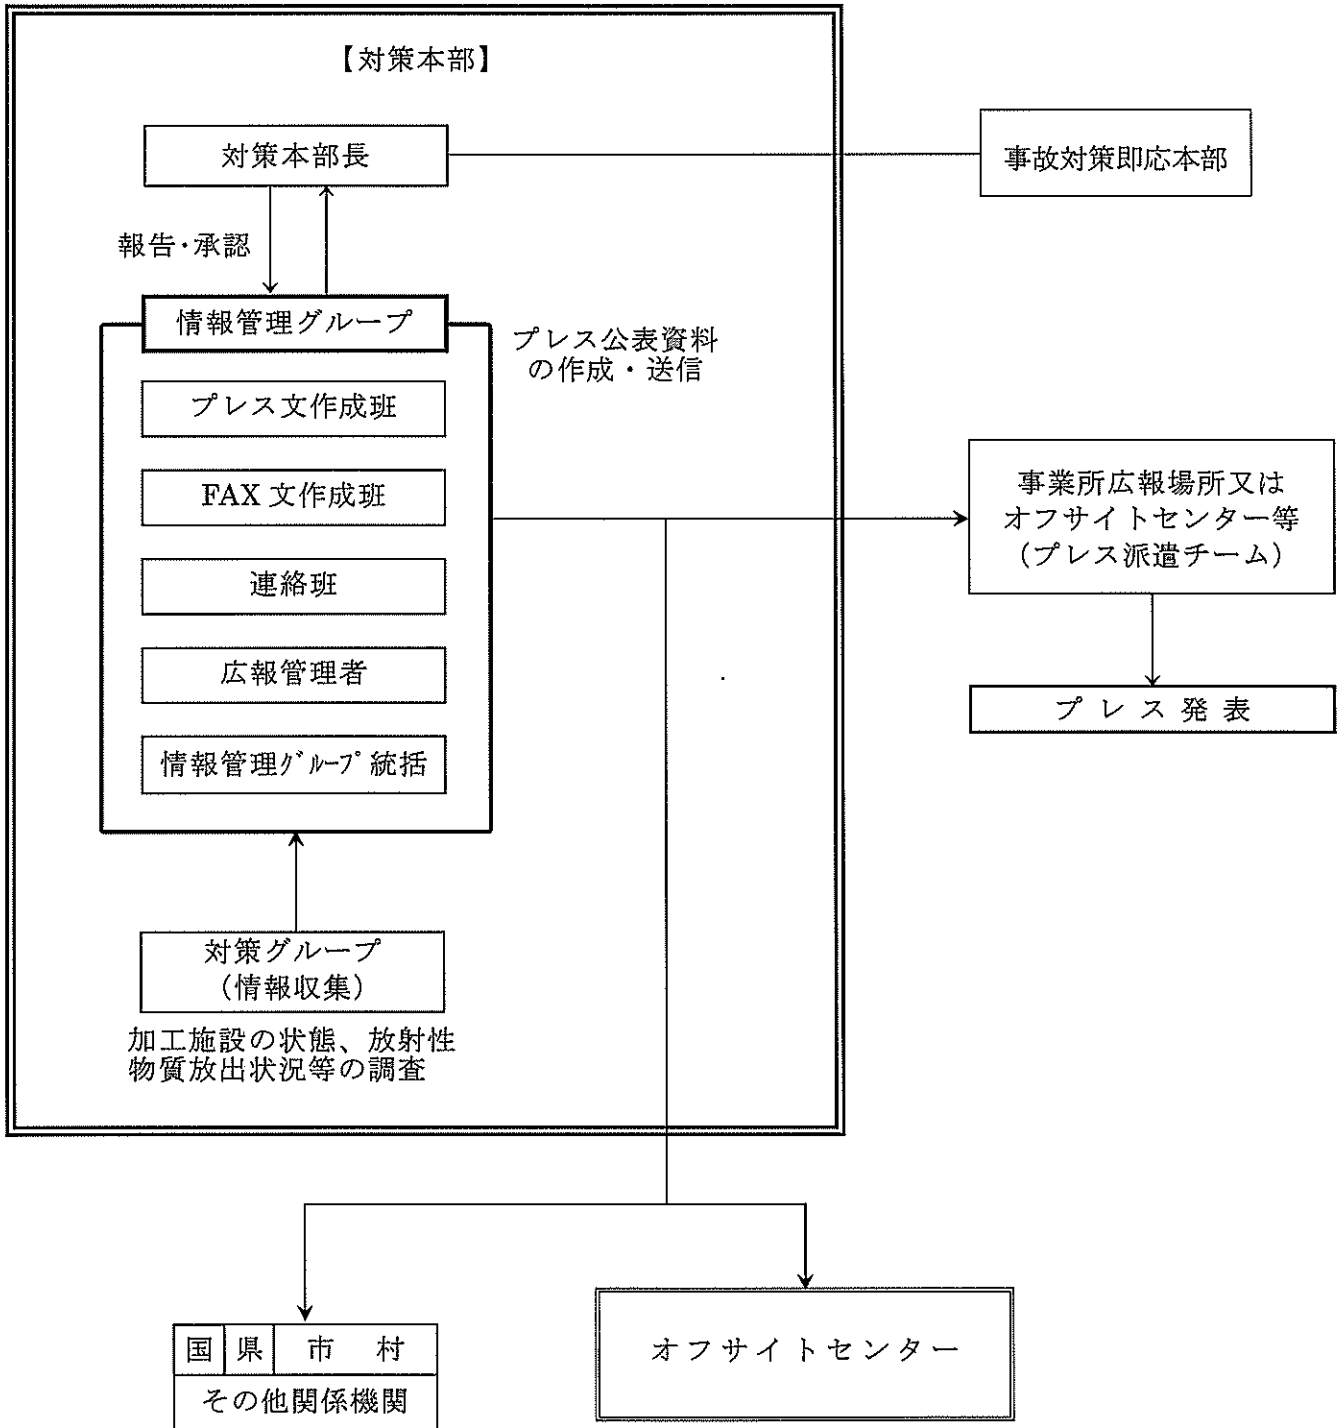 【対策本部】
対策本部長
事故対策即応本部
報告・承認
情報管理グループ
プレス公表資料
の作成・送信
プレス文作成班
FAX 文作成班
連絡班
広報管理者
情報管理ｸﾞﾙｰﾌﾟ統括
事業所広報場所又は
オフサイトセンター等
（プレス派遣チーム）
プ レ ス 発 表
対策グループ
（情報収集）
加工施設の状態、放射性
物質放出状況等の調査
国 県 市 村
その他関係機関
オ フ サ イ ト セ ン タ ー